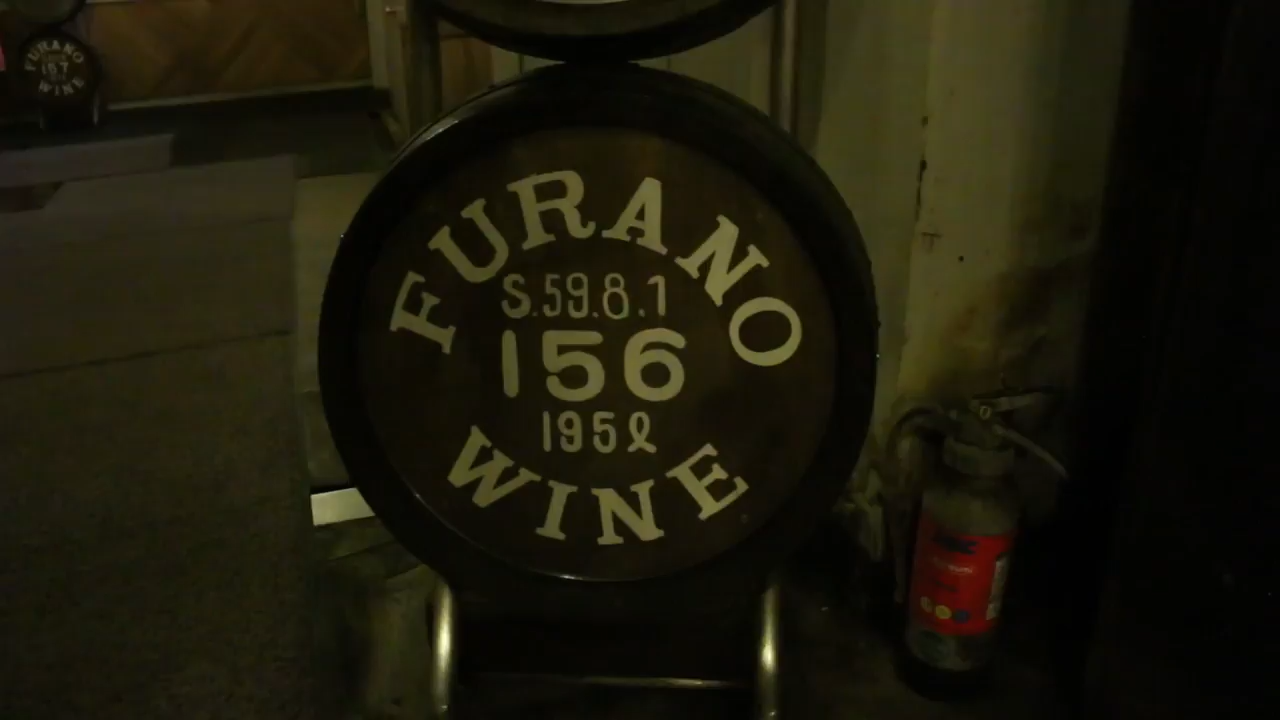 FURANO
S.59.8.1
156
195ℓ
WINE
FURANO
157
WINE